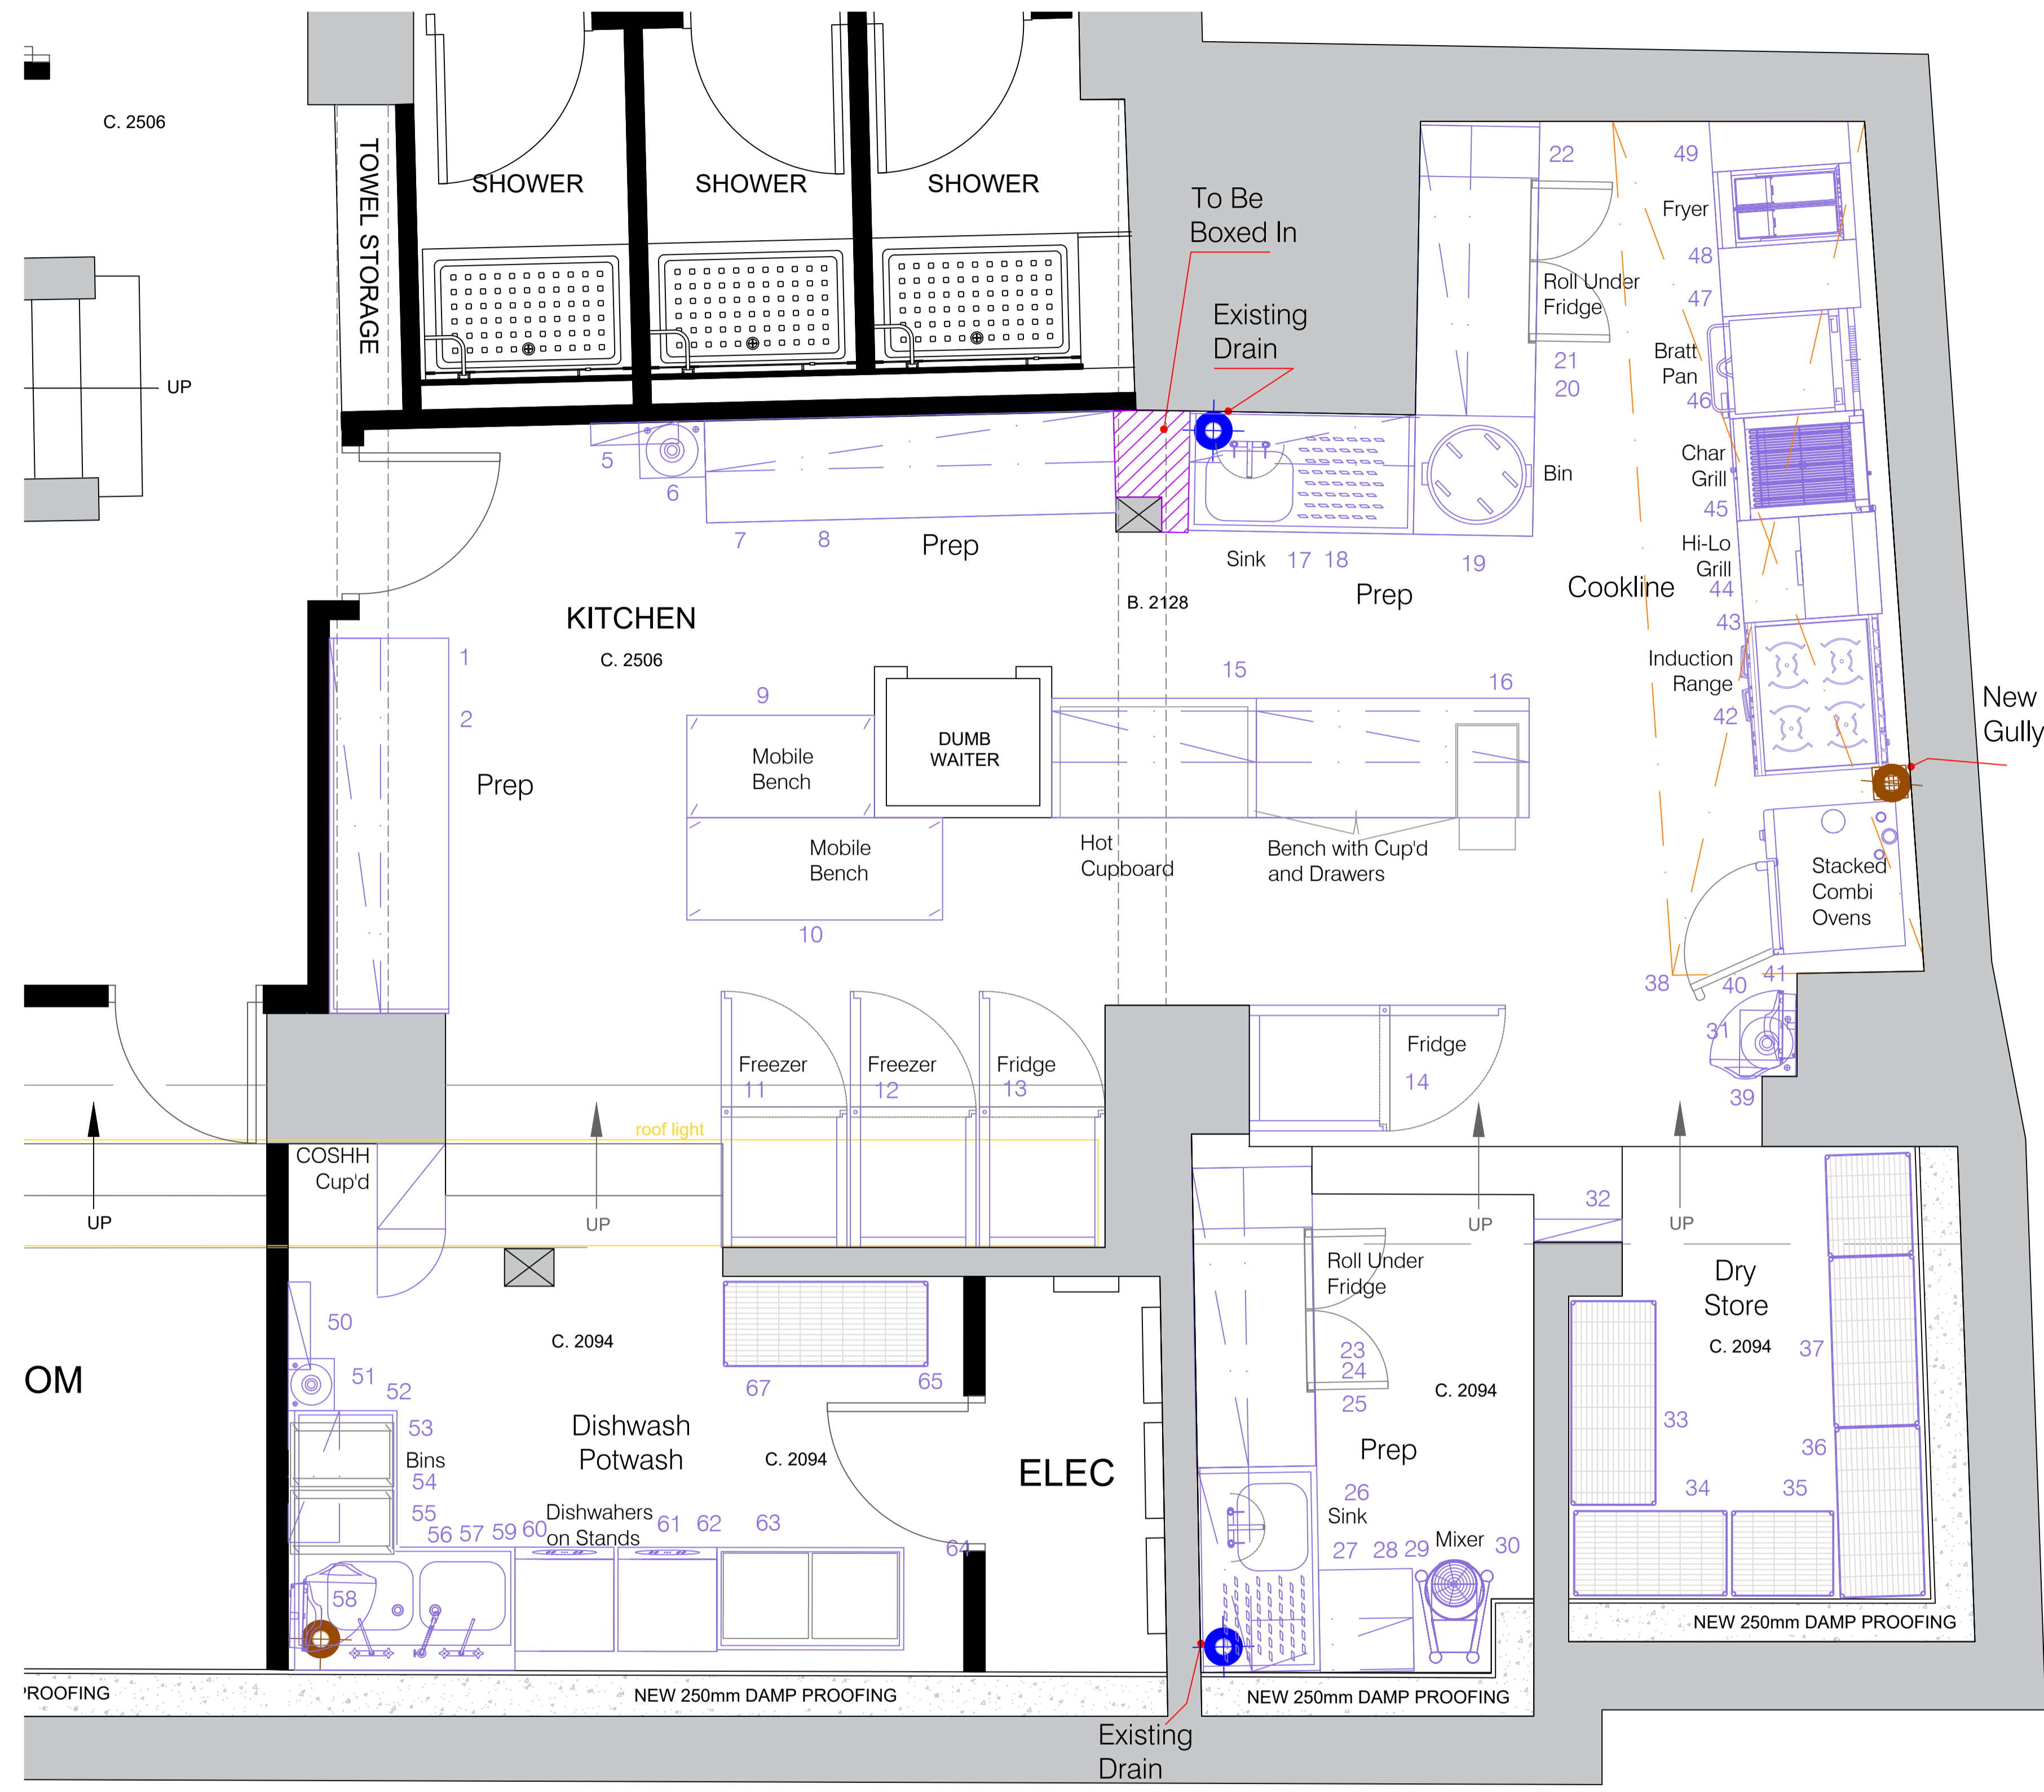 C. 2506
TOWEL STORAGE
SHOWER
SHOWER
SHOWER
UP
To Be
Boxed In
Existing
Drain
22
49
Fryer
48
Roll Under
Fridge
47
21
20
Bratt
Pan
46
5
6
7
8
Prep
Bin
Char
Grill
45
Sink
17
18
19
Prep
Hi-Lo
Grill
44
43
Cookline
B. 2128
KITCHEN
C. 2506
1
2
Prep
9
Mobile
Bench
DUMB
WAITER
15
16
Induction
Range
42
New
Gully
Mobile
Bench
10
Hot
Cupboard
Bench with Cup'd
and Drawers
Stacked
Combi
Ovens
38
40
41
31
39
Freezer
11
Freezer
12
Fridge
13
Fridge
14
roof light
COSHH
Cup'd
UP
UP
UP
UP
32
50
C. 2094
Roll Under
Fridge
Dry
Store
C. 2094
37
OM
51
52
53
Bins
54
55
67
65
23
24
25
C. 2094
33
36
Dishwash
Potwash
C. 2094
ELEC
Prep
34
35
26
Sink
Dishwahers
on Stands
56
57
59
60
61
62
63
64
27
28
29
Mixer
30
58
NEW 250mm DAMP PROOFING
PROOFING
NEW 250mm DAMP PROOFING
NEW 250mm DAMP PROOFING
Existing
Drain